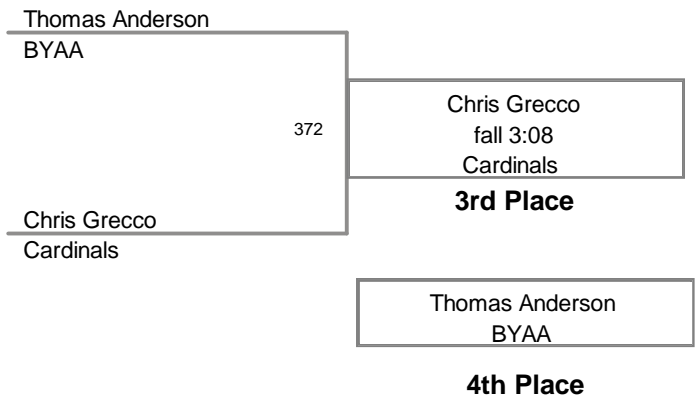 Thomas Anderson
BYAA
372
Chris Grecco
fall 3:08
Cardinals
3rd Place
Chris Grecco
Cardinals
Thomas Anderson
BYAA
4th Place